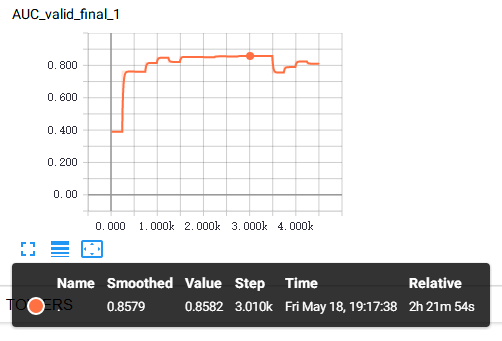 AUC_valid_final_1
0.800
0.600
0.400
0.200
0.00
0.000 1.000k 2.000k 3.000k 4.000k
Name Smoothed Value Step Time Relative
. 0.8579 0.8582 3.010k Fri May 18, 19:17:38 2h 21m 54s